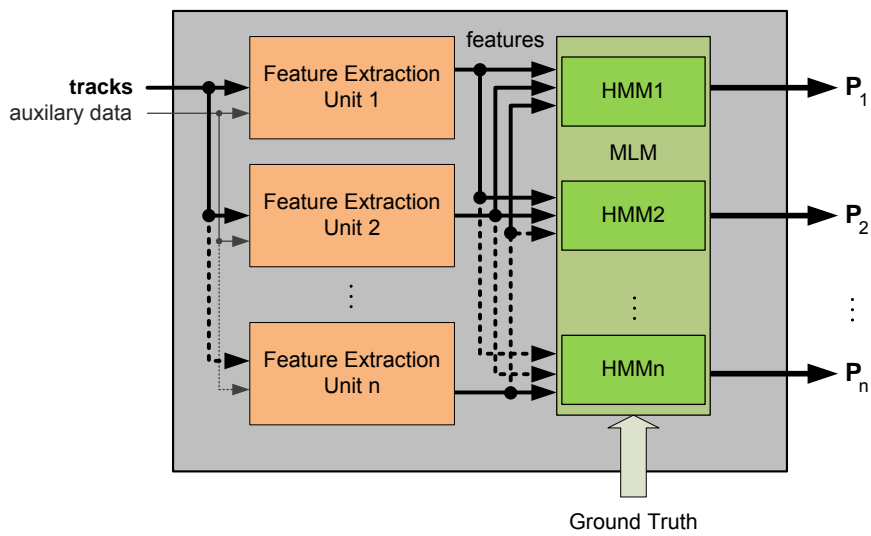 features
tracks
auxilary data
Feature Extraction
Unit 1
HMM1
P1
MLM
Feature Extraction
Unit 2
HMM2
P2
⋮
⋮
⋮
Feature Extraction
Unit n
HMMn
Pn
Ground Truth